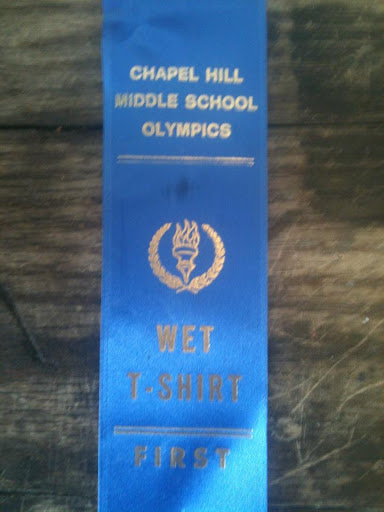 CHAPEL HILL
MIDDLE SCHOOL
OLYMPICS
WET
T-SHIRT
FIRST